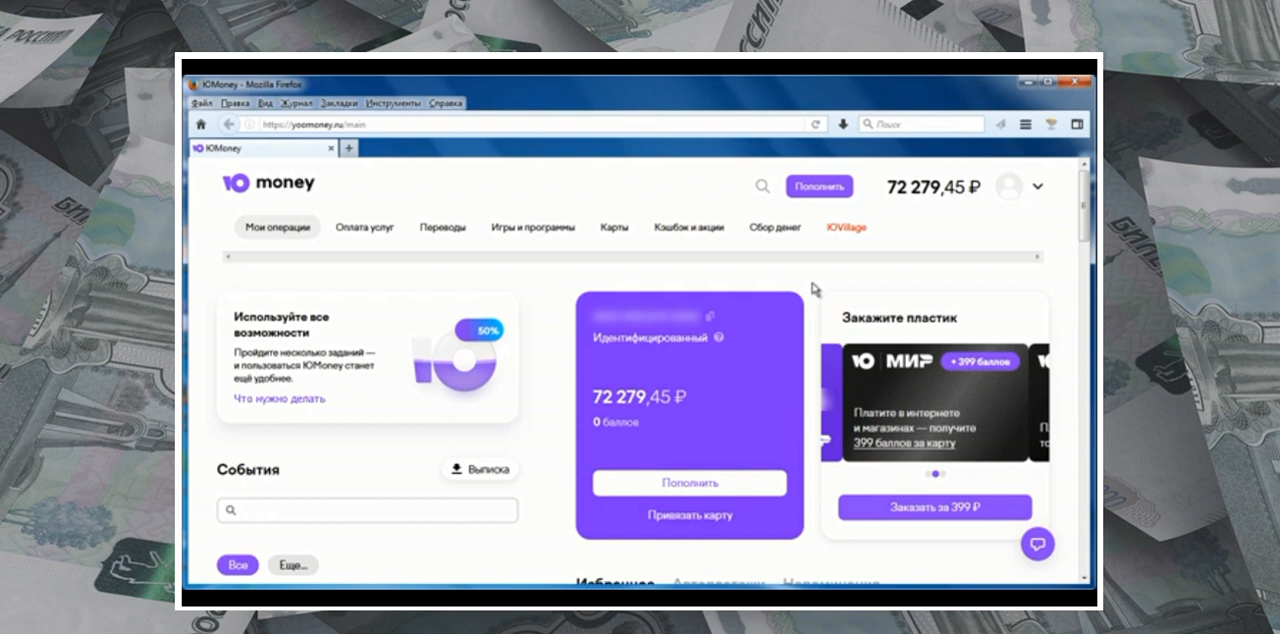 ЮMoney - Mozilla Firefox
Файл Правка Вид Журнал Закладки Инструменты Справка
https://yoomoney.ru/main
Поиск
ЮMoney
Ю money
Пополнить
72 279,45 ₽
Мои операции Оплата услуг Переводы Игры и программы Карты Кэшбэк и акции Сбор денег ЮVillage
Используйте все
возможности
Пройдите несколько заданий —
и пользоваться ЮMoney станет
ещё удобнее.
Что нужно делать
50%
События
Выписка
Все
Еще...
Идентифицированный
72 279,45 ₽
0 баллов
Пополнить
Привязать карту
Закажите пластик
Ю МИР
+ 399 баллов
Платите в интернете
и магазинах — получите
399 баллов за карту
Заказать за 399 ₽
Избранное Автоплатежи Напоминания